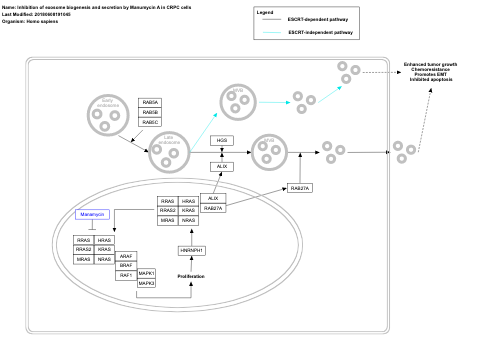 Name: Inhibition of exosome biogenesis and secretion by Manumycin A in CRPC cells
Last Modified: 20180609191045
Organism: Homo sapiens
Legend
ESCRT-dependent pathway
ESCRT-independent pathway
Enhanced tumor growth
Chemoresistance
Promotes EMT
Inhibited apoptosis
MVB
Early
endosome
RAB5A
RAB5B
RAB5C
Late
endosome
HGS
MVB
ALIX
RAB27A
ALIX
RAB27A
RRAS HRAS
RRAS2 KRAS
MRAS NRAS
Manamycin
RRAS HRAS
RRAS2 KRAS
MRAS NRAS
ARAF
BRAF
RAF1
MAPK1
MAPK3
HNRNPH1
Proliferation